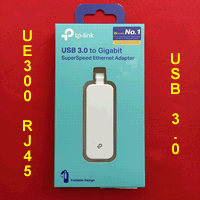 UE300 RJ45
tp-link
No.1
USB 3.0 to Gigabit
SuperSpeed Ethernet Adapter
USB 3.0
Foldable Design